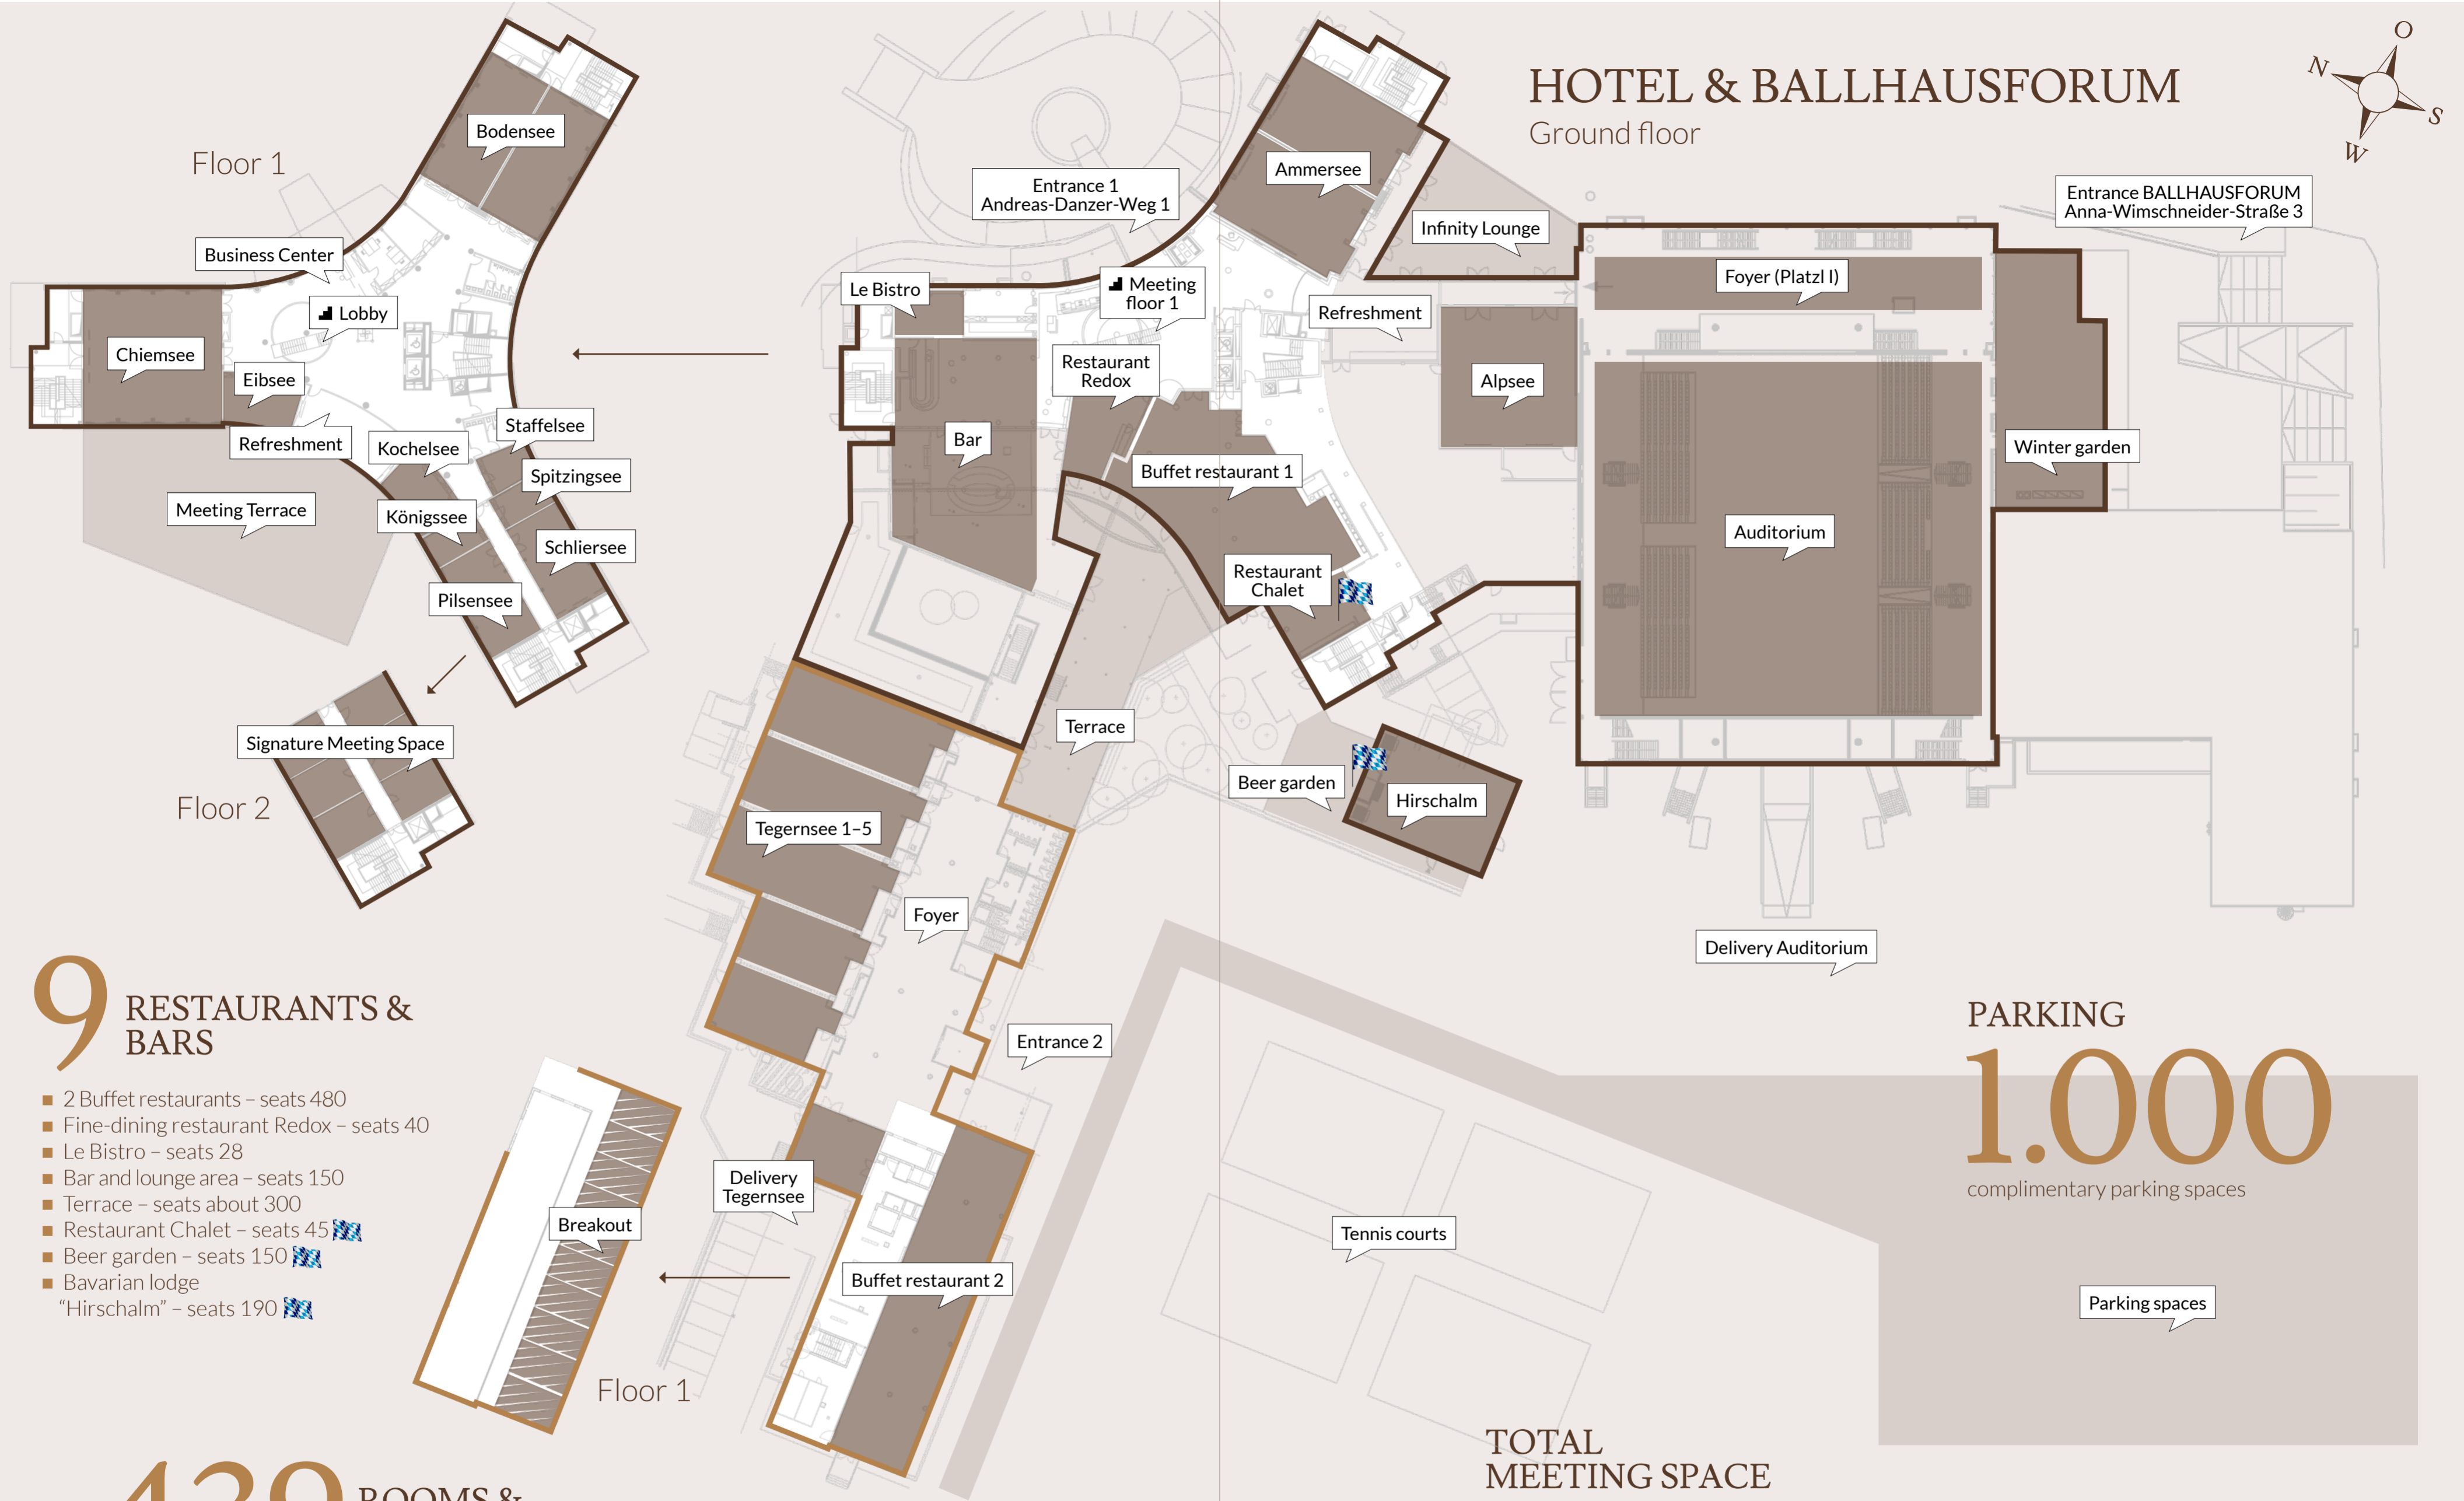 HOTEL & BALLHAUSFORUM
Ground floor
O
N
S
W
Floor 1
Bodensee
Business Center
Lobby
Chiemsee
Eibsee
Refreshment
Kochelsee
Staffelsee
Spitzingsee
Meeting Terrace
Königssee
Schliersee
Pilsensee
Signature Meeting Space
Floor 2
Entrance 1
Andreas-Danzer-Weg 1
Ammersee
Infinity Lounge
Entrance BALLHAUSFORUM
Anna-Wimschneider-Straße 3
Le Bistro
Meeting
floor 1
Refreshment
Foyer (Platzl I)
Restaurant
Redox
Alpsee
Bar
Buffet restaurant 1
Winter garden
Auditorium
Restaurant
Chalet
Terrace
Beer garden
Hirschalm
Tegernsee 1–5
Foyer
Delivery Auditorium
Entrance 2
Delivery
Tegernsee
Breakout
Buffet restaurant 2
Floor 1
Tennis courts
Parking spaces
9 RESTAURANTS &
BARS
2 Buffet restaurants – seats 480
Fine-dining restaurant Redox – seats 40
Le Bistro – seats 28
Bar and lounge area – seats 150
Terrace – seats about 300
Restaurant Chalet – seats 45
Beer garden – seats 150
Bavarian lodge
“Hirschalm” – seats 190
PARKING
1.000
complimentary parking spaces
TOTAL
MEETING SPACE
439 ROOMS &